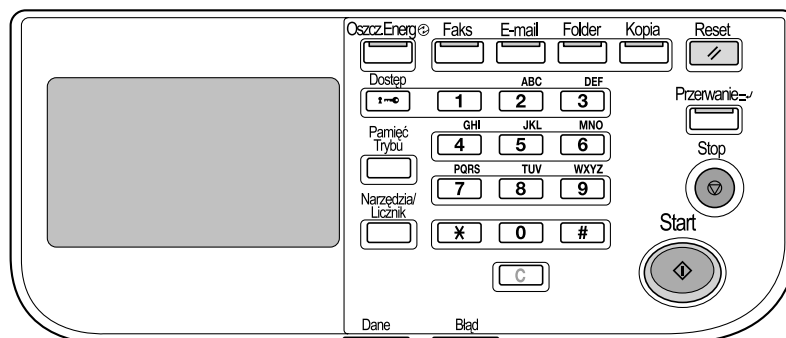 Oszcz.Energ Faks E-mail Folder Kopia Reset
Dostęp ABC DEF
1 2 3
Przerwanie
GHI JKL MNO
Pamięć
Trybu
4 5 6
Stop
PQRS TUV WXYZ
7 8 9
Narzędzia/
Licznik
Start
* 0 #
C
Dane Błąd